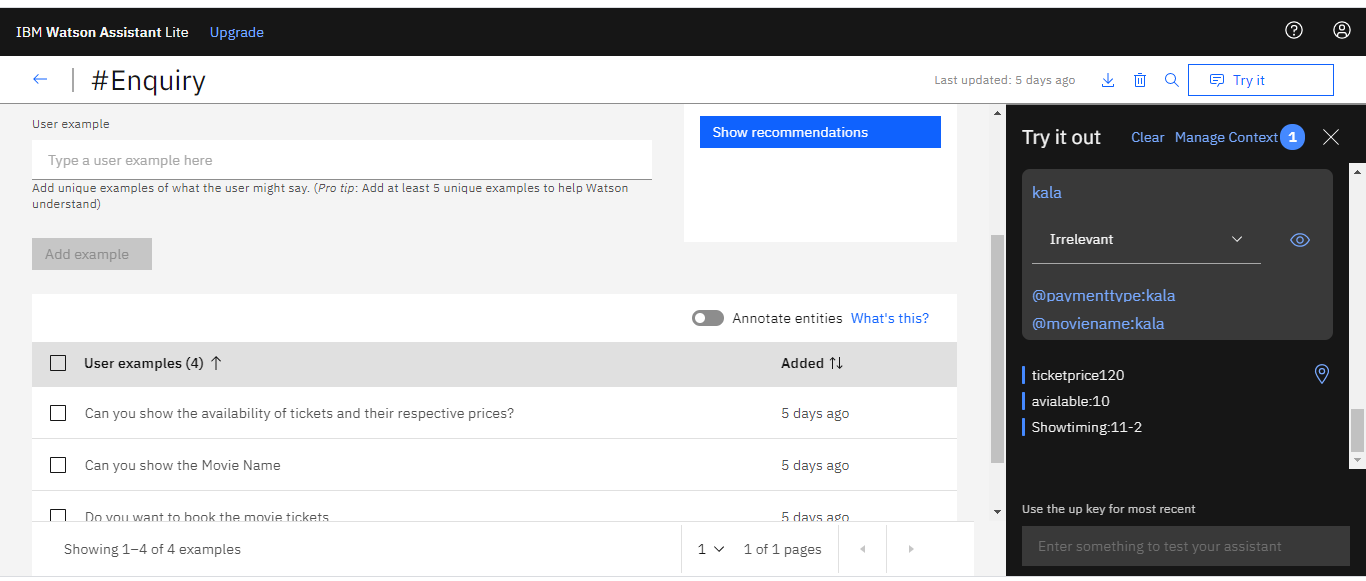 IBM Watson Assistant Lite Upgrade
#Enquiry
Last updated: 5 days ago
Try it
User example
Type a user example here
Add unique examples of what the user might say. (Pro tip: Add at least 5 unique examples to help Watson
understand)
Add example
Show recommendations
Annotate entities What's this?
User examples (4) Added
Can you show the availability of tickets and their respective prices? 5 days ago
Can you show the Movie Name 5 days ago
Do you want to book the movie tickets 5 days ago
Showing 1–4 of 4 examples 1 1 of 1 pages
Try it out Clear Manage Context 1
kala
Irrelevant
@paymenttype:kala
@moviename:kala
ticketprice120
avialable:10
Showtiming:11-2
Use the up key for most recent
Enter something to test your assistant